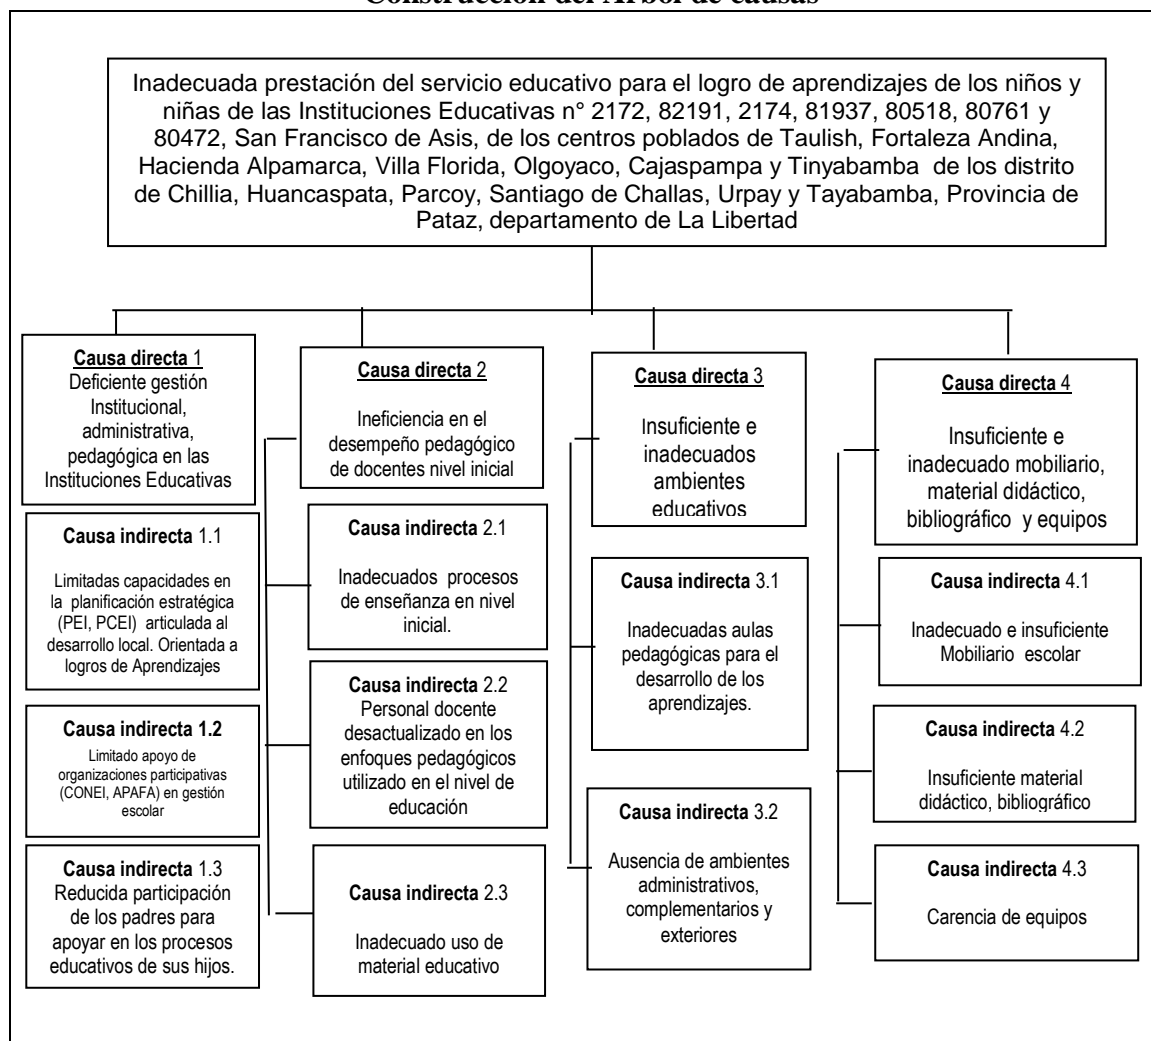 Construcción del Árbol de causas
Inadecuada prestación del servicio educativo para el logro de aprendizajes de los niños y
niñas de las Instituciones Educativas n° 2172, 82191, 2174, 81937, 80518, 80761 y
80472, San Francisco de Asis, de los centros poblados de Taulish, Fortaleza Andina,
Hacienda Alpamarca, Villa Florida, Olgoyaco, Cajaspampa y Tinyabamba de los distrito
de Chillia, Huancaspata, Parcoy, Santiago de Challas, Urpay y Tayabamba, Provincia de
Pataz, departamento de La Libertad
Causa directa 1
Deficiente gestión
Institucional,
administrativa,
pedagógica en las
Instituciones Educativas
Causa indirecta 1.1
Limitadas capacidades en
la planificación estratégica
(PEI, PCEI) articulada al
desarrollo local. Orientada a
logros de Aprendizajes
Causa indirecta 1.2
Limitado apoyo de
organizaciones participativas
(CONEI, APAFA) en gestión
escolar
Causa indirecta 1.3
Reducida participación
de los padres para
apoyar en los procesos
educativos de sus hijos.
Causa directa 2
Ineficiencia en el
desempeño pedagógico
de docentes nivel inicial
Causa indirecta 2.1
Inadecuados procesos
de enseñanza en nivel
inicial.
Causa indirecta 2.2
Personal docente
desactualizado en los
enfoques pedagógicos
utilizado en el nivel de
educación
Causa indirecta 2.3
Inadecuado uso de
material educativo
Causa directa 3
Insuficiente e
inadecuados
ambientes
educativos
Causa indirecta 3.1
Inadecuadas aulas
pedagógicas para el
desarrollo de los
aprendizajes.
Causa indirecta 3.2
Ausencia de ambientes
administrativos,
complementarios y
exteriores
Causa directa 4
Insuficiente e
inadecuado mobiliario,
material didáctico,
bibliográfico y equipos
Causa indirecta 4.1
Inadecuado e insuficiente
Mobiliario escolar
Causa indirecta 4.2
Insuficiente material
didáctico, bibliográfico
Causa indirecta 4.3
Carencia de equipos